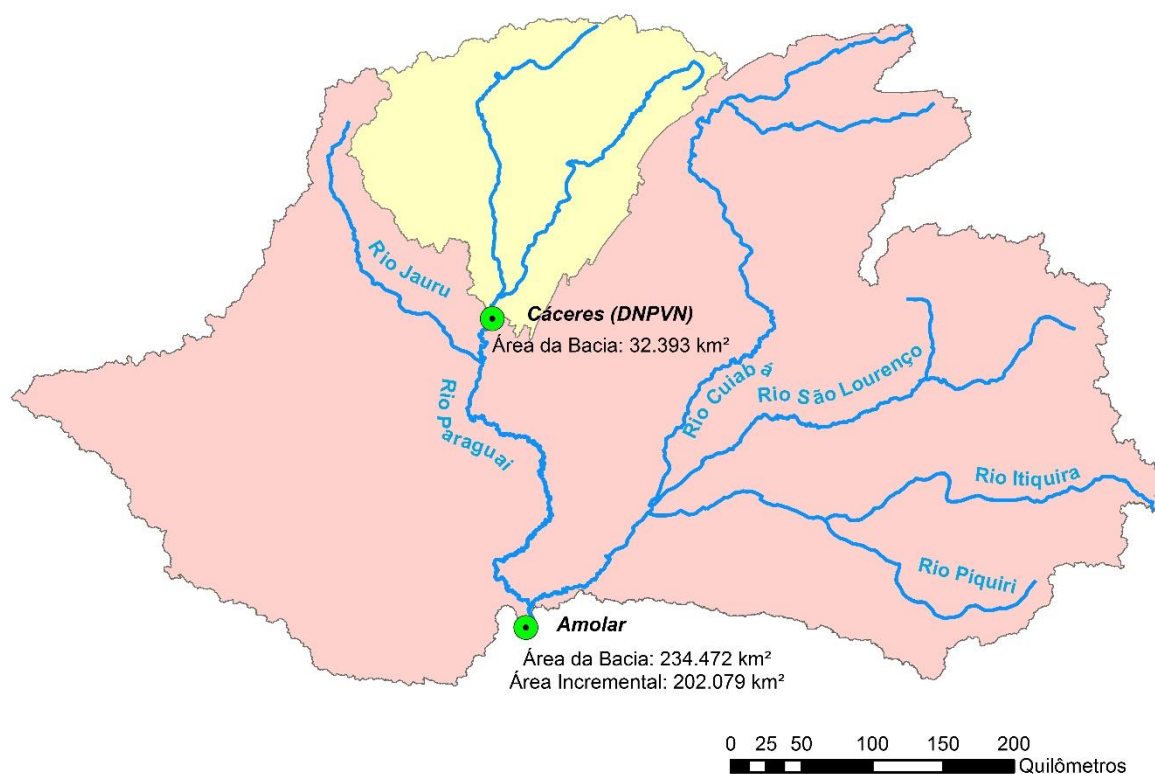 Rio Jauru
Cáceres (DNPVN)
Área da Bacia: 32.393 km²
Rio Paraguai
Rio Cuiabá
Rio São Lourenço
Rio Itiquira
Rio Piquiri
Amolar
Área da Bacia: 234.472 km²
Área Incremental: 202.079 km²
0 25 50 100 150 200
Quilômetros